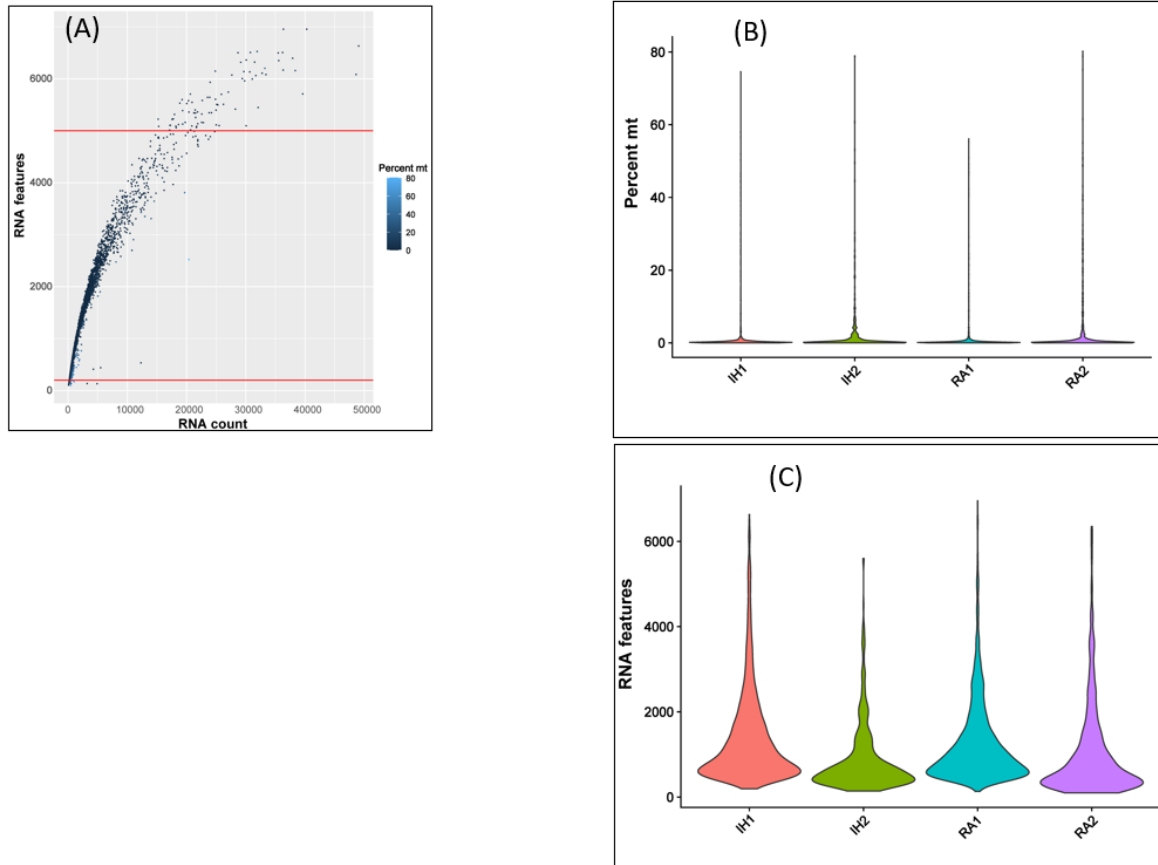 (A)
RNA features
6000
4000
2000
0
0 10000 20000 30000 40000 50000
RNA count
Percent mt
80
60
40
20
0
(B)
Percent mt
80
60
40
20
0
IH1 IH2 RA1 RA2
(C)
RNA features
6000
4000
2000
0
IH1 IH2 RA1 RA2